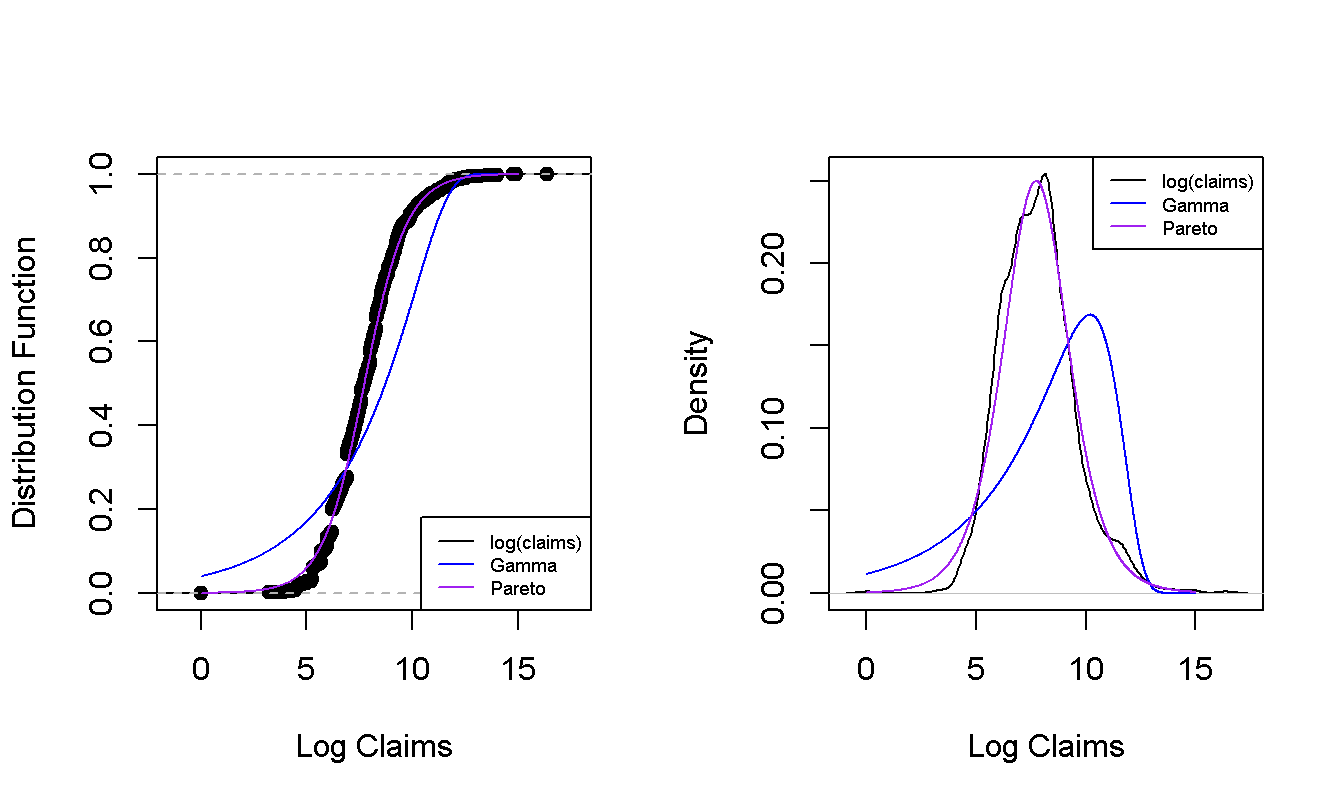 Distribution Function
1.0
0.8
0.6
0.4
0.2
0.0
log(claims)
Gamma
Pareto
0 5 10 15
Log Claims
Density
0.20
0.10
0.00
log(claims)
Gamma
Pareto
0 5 10 15
Log Claims